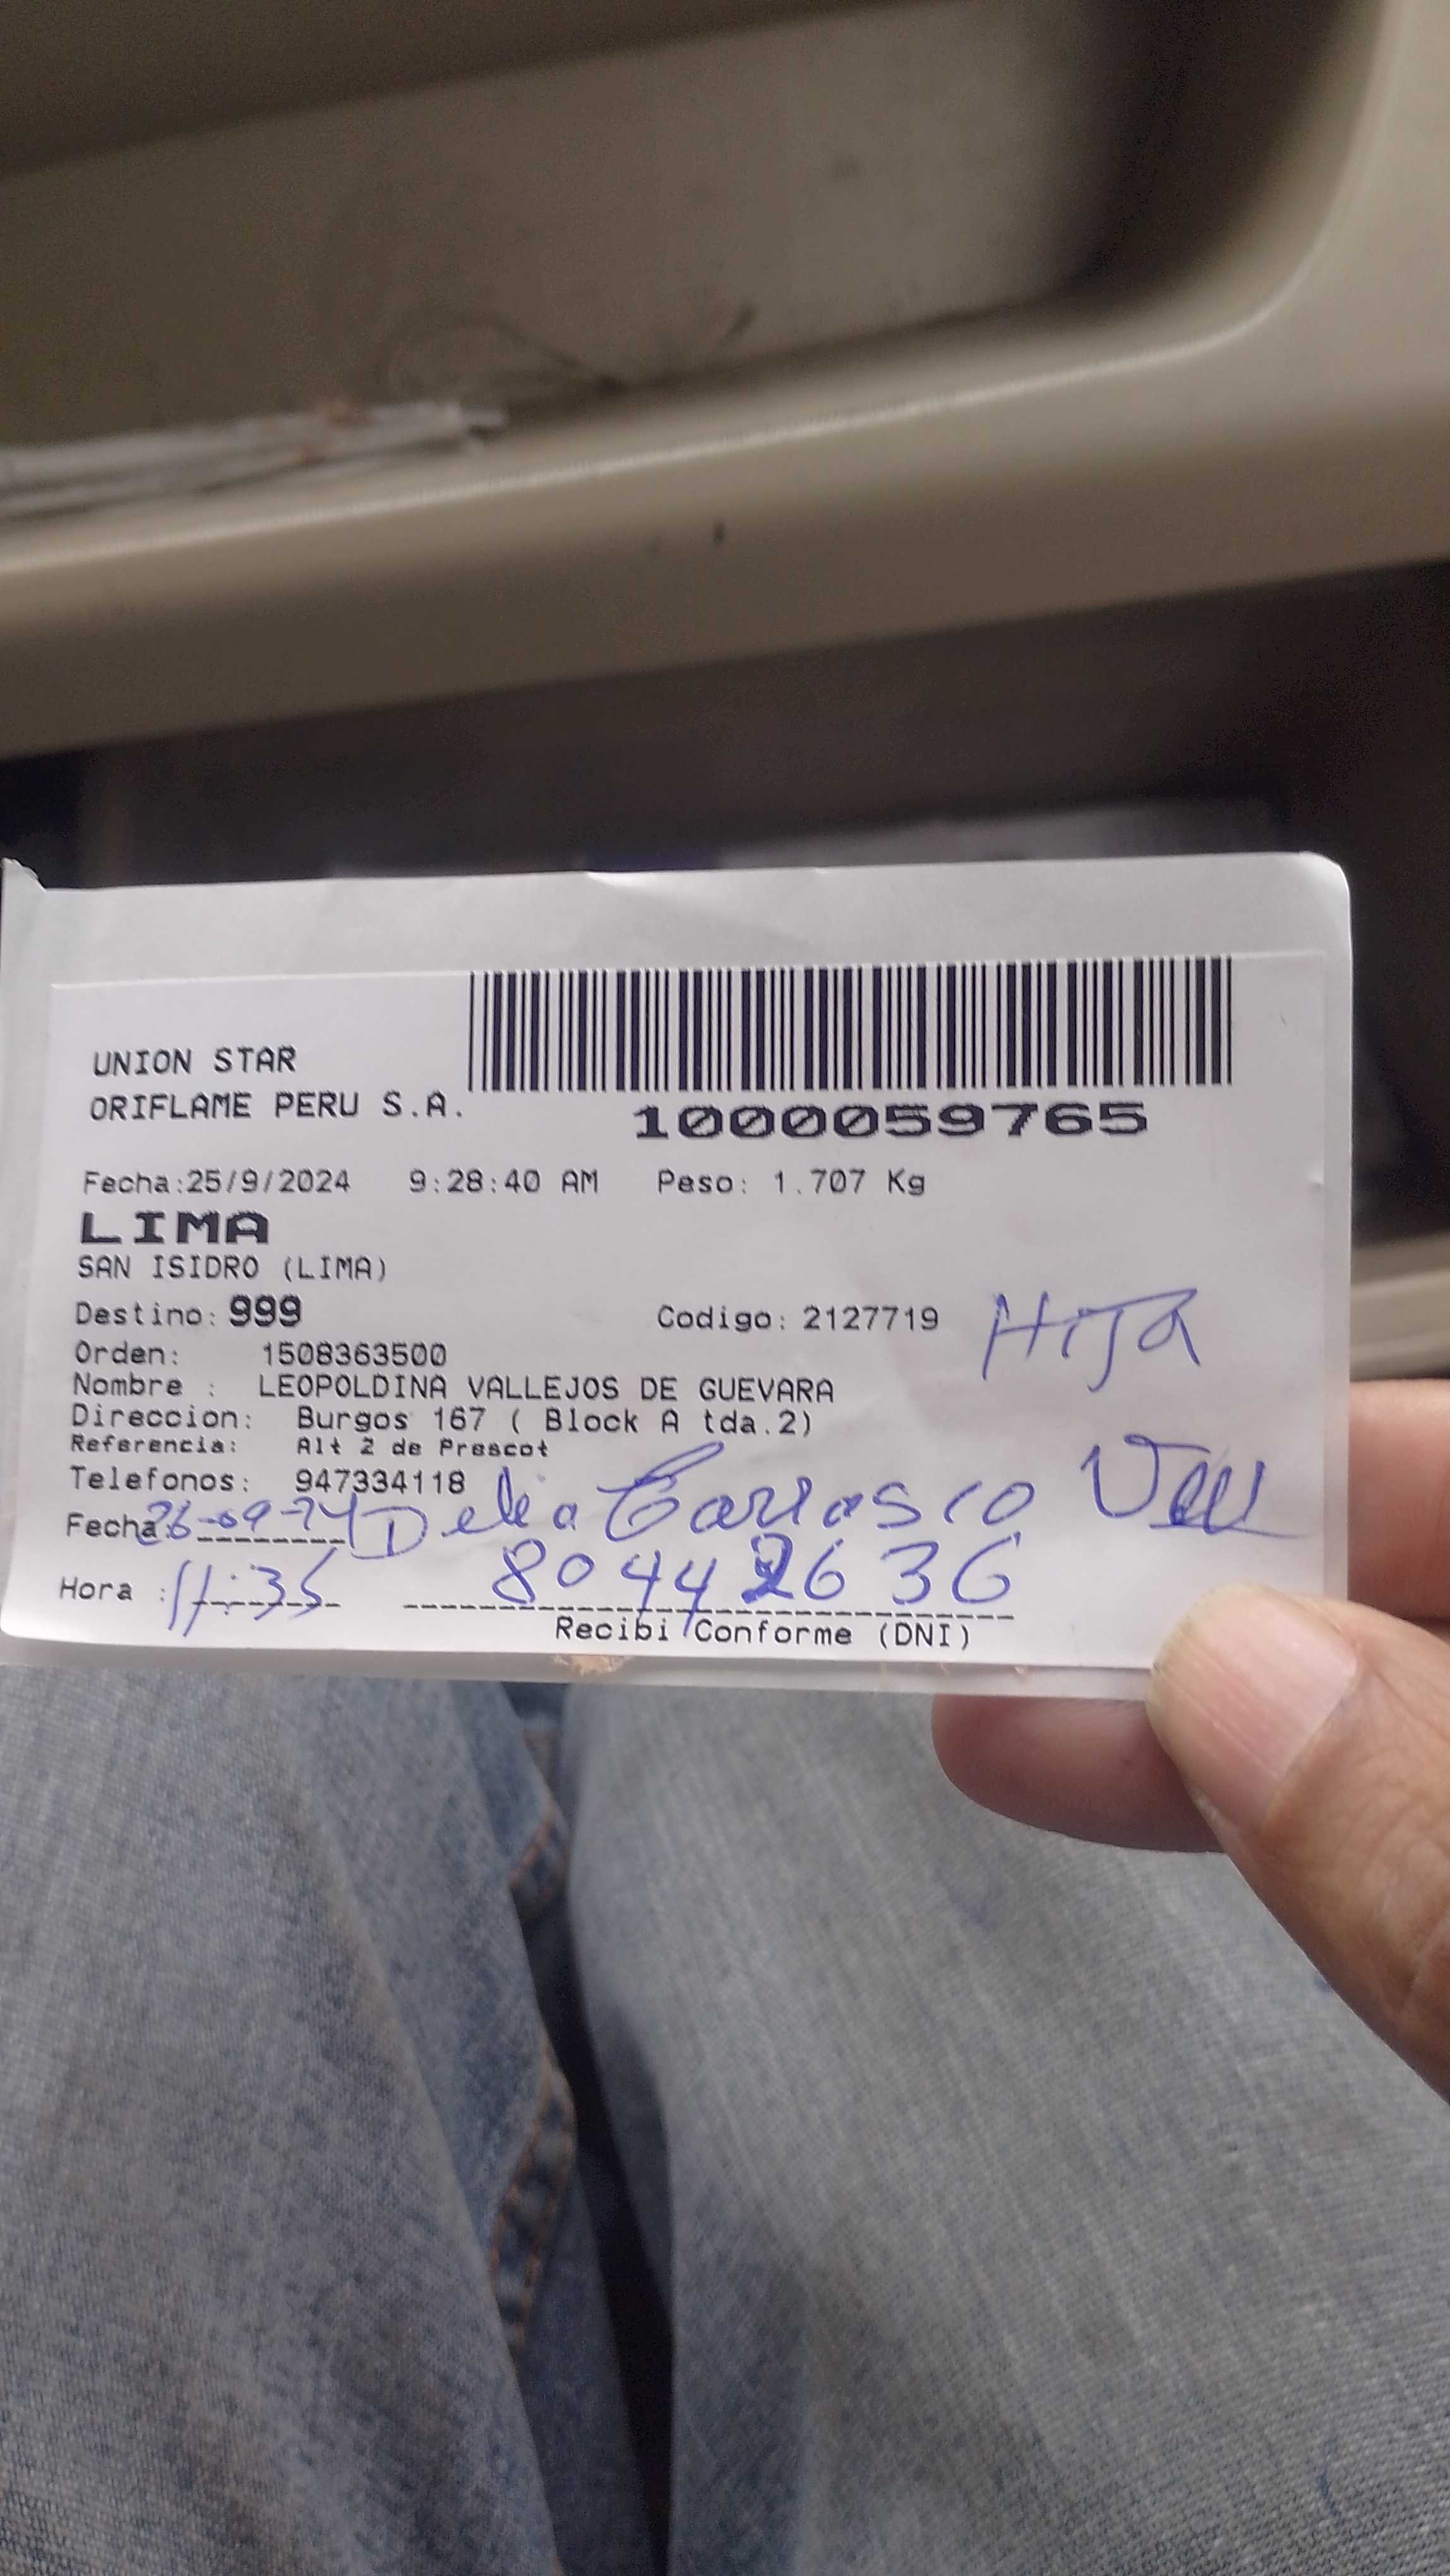 UNION STAR
ORIFLAME PERU S.A.
1000059765
Fecha:25/9/2024 9:28:40 AM Peso: 1.707 Kg
LIMA
SAN ISIDRO (LIMA)
Destino: 999 Codigo: 2127719 HIJA
Orden: 1508363500
Nombre : LEOPOLDINA VALLEJOS DE GUEVARA
Direccion: Burgos 167 ( Block A tda.2)
Referencia: Alt 2 de Prescot
Telefonos: 947334118
Fecha: 26-09-24 Delia Carrasco
Hora : 11:35 80442636
Recibi Conforme (DNI)